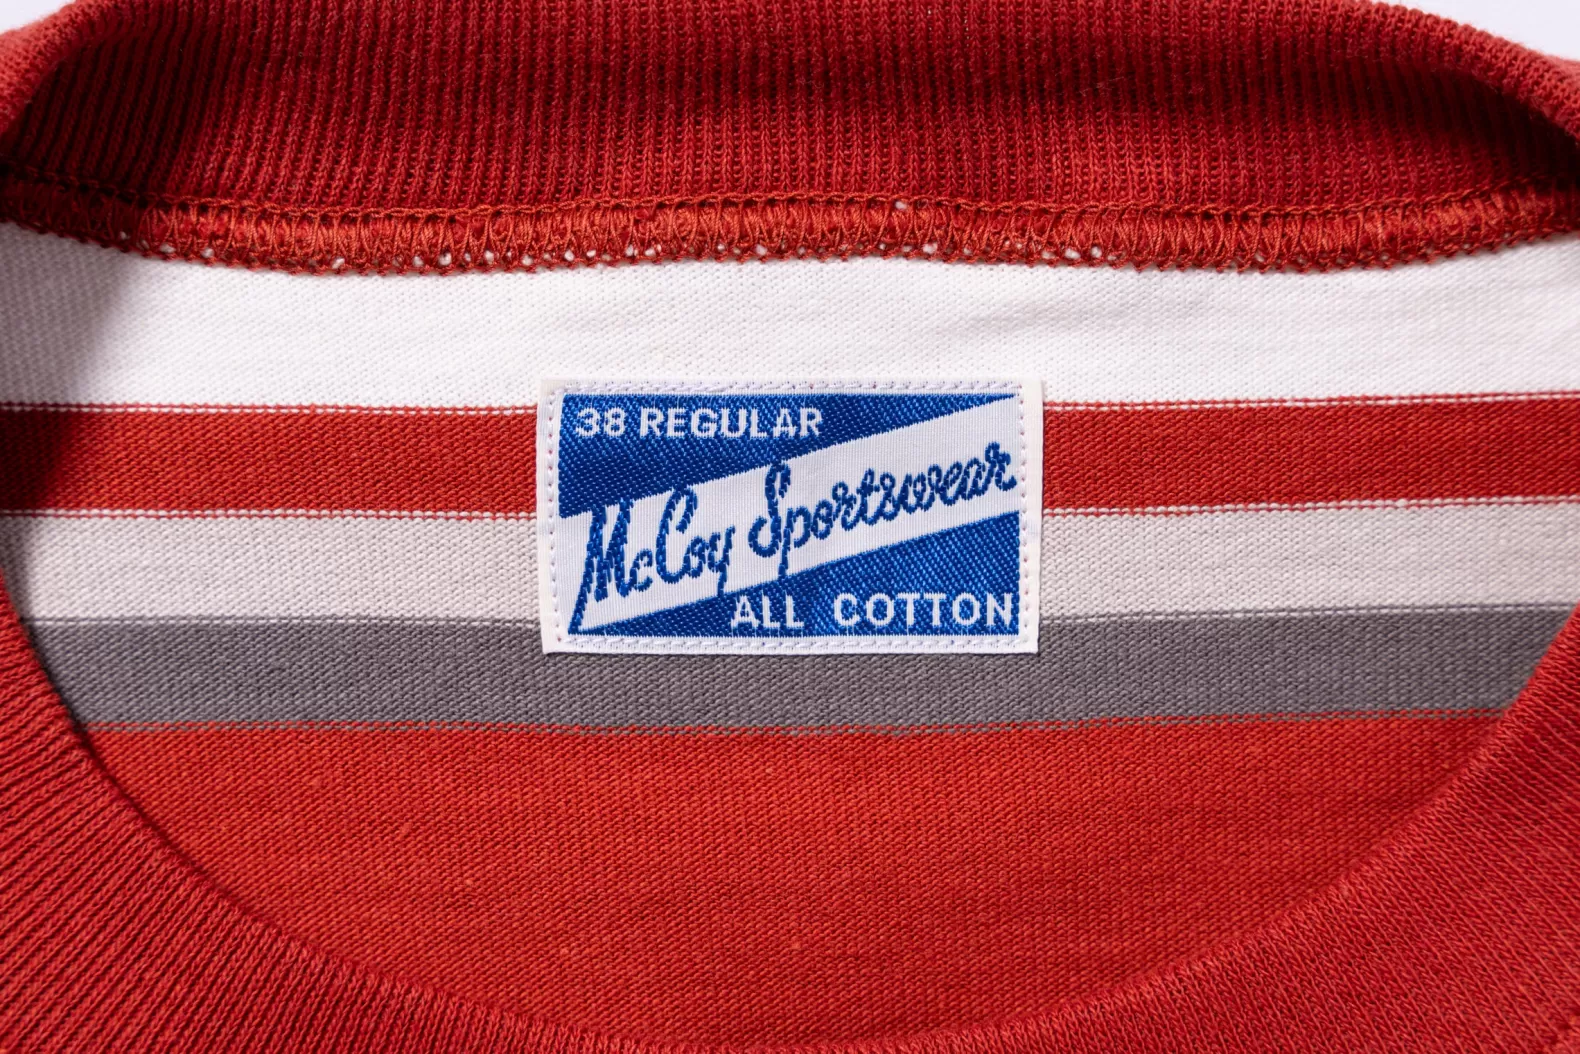 38 REGULAR
McCoy Sportswear
ALL COTTON